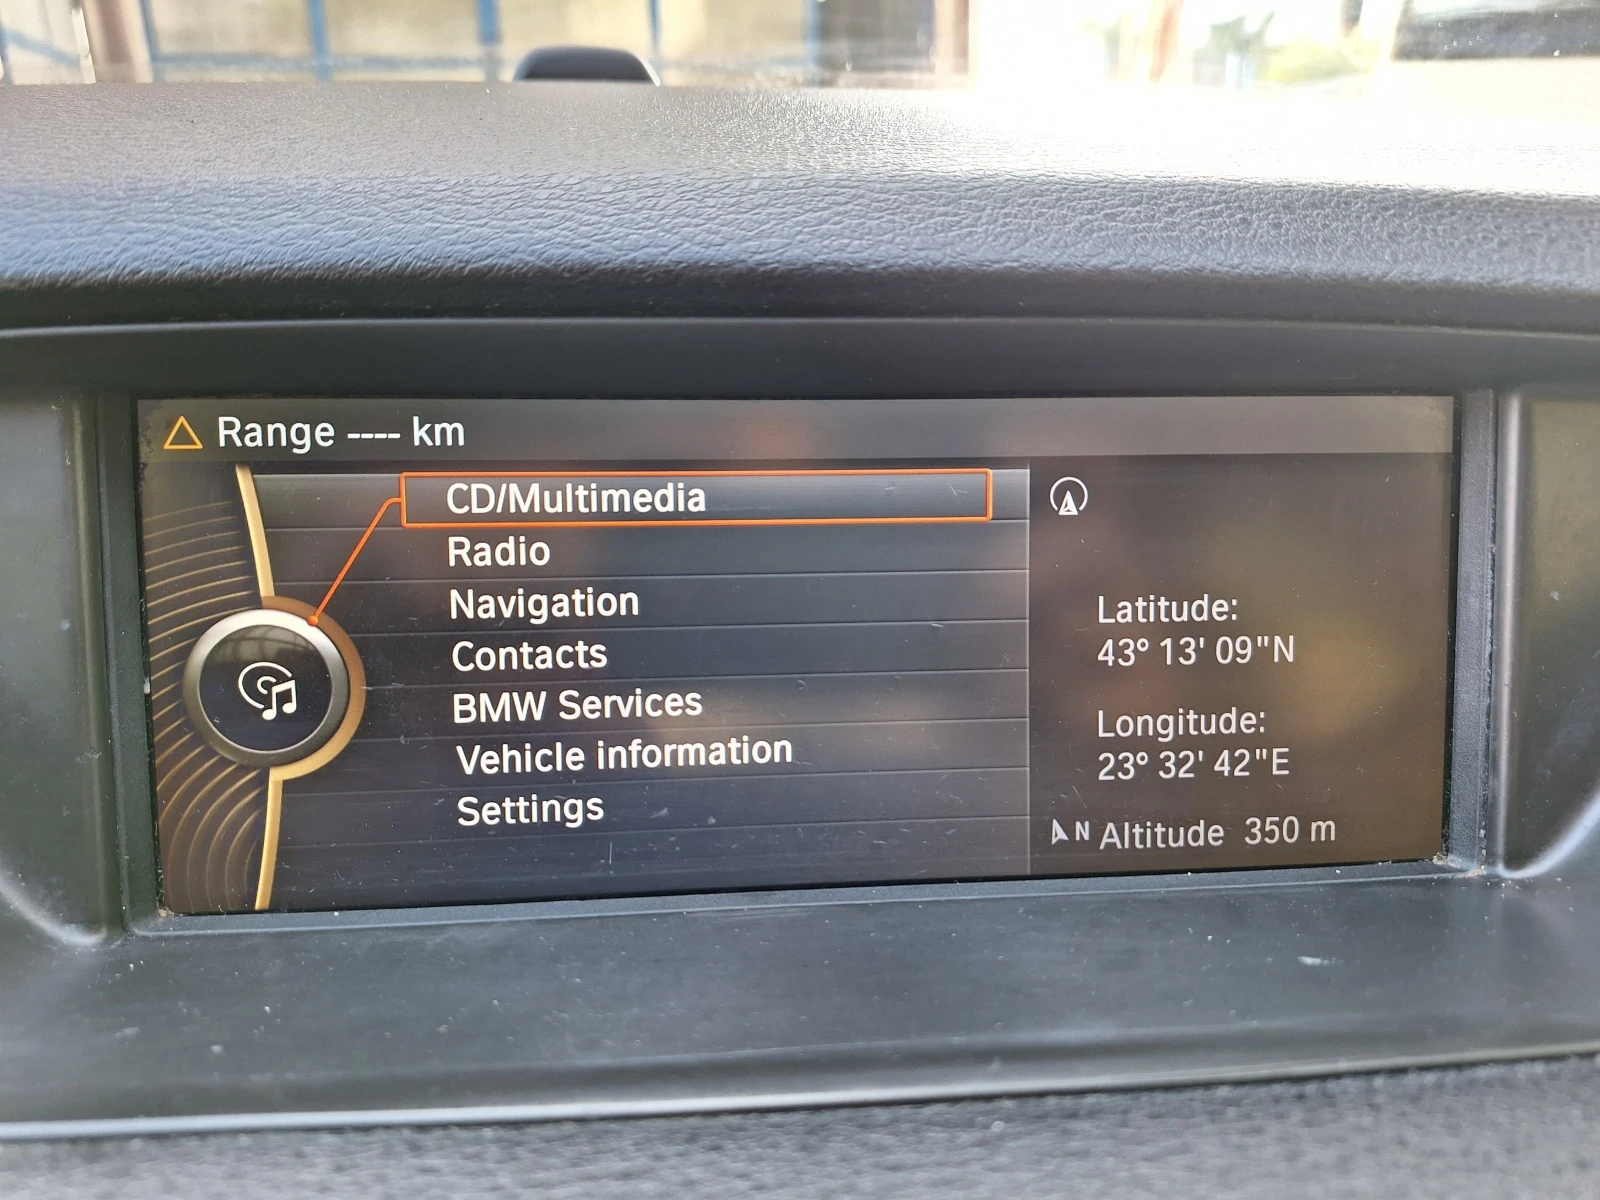 Range ---- km
CD/Multimedia
Radio
Navigation
Contacts
BMW Services
Vehicle information
Settings
Latitude:
43° 13' 09"N
Longitude:
23° 32' 42"E
N Altitude 350 m